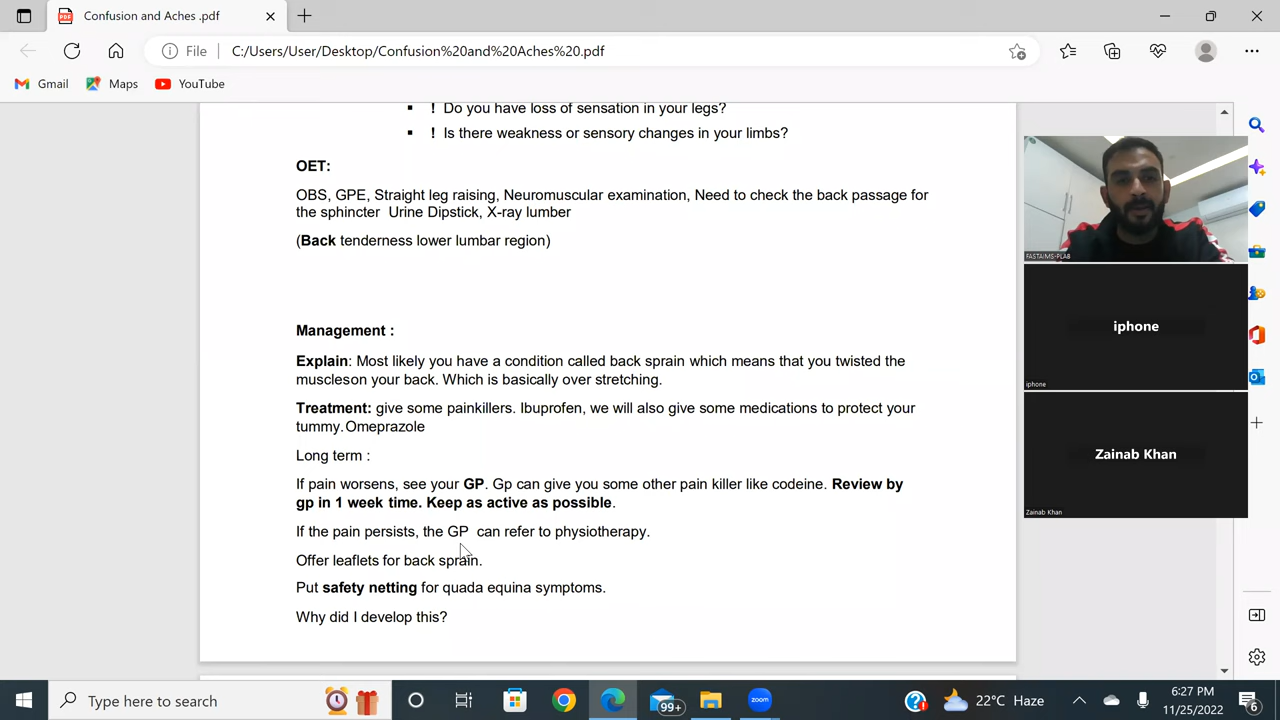 Confusion and Aches .pdf
File
C:/Users/User/Desktop/Confusion%20and%20Aches%20.pdf
Gmail
Maps
YouTube
! Do you have loss of sensation in your legs?
! Is there weakness or sensory changes in your limbs?
OET:
OBS, GPE, Straight leg raising, Neuromuscular examination, Need to check the back passage for
the sphincter Urine Dipstick, X-ray lumber
(Back tenderness lower lumbar region)
Management :
Explain: Most likely you have a condition called back sprain which means that you twisted the
muscleson your back. Which is basically over stretching.
Treatment: give some painkillers. Ibuprofen, we will also give some medications to protect your
tummy.Omeprazole
Long term :
If pain worsens, see your GP. Gp can give you some other pain killer like codeine. Review by
gp in 1 week time. Keep as active as possible.
If the pain persists, the GP can refer to physiotherapy.
Offer leaflets for back sprain.
Put safety netting for quada equina symptoms.
Why did I develop this?
FASTAIMS-PLAB
iphone
iphone
Zainab Khan
Zainab Khan
Type here to search
99+
zoom
22°C Haze
6:27 PM
11/25/2022
6